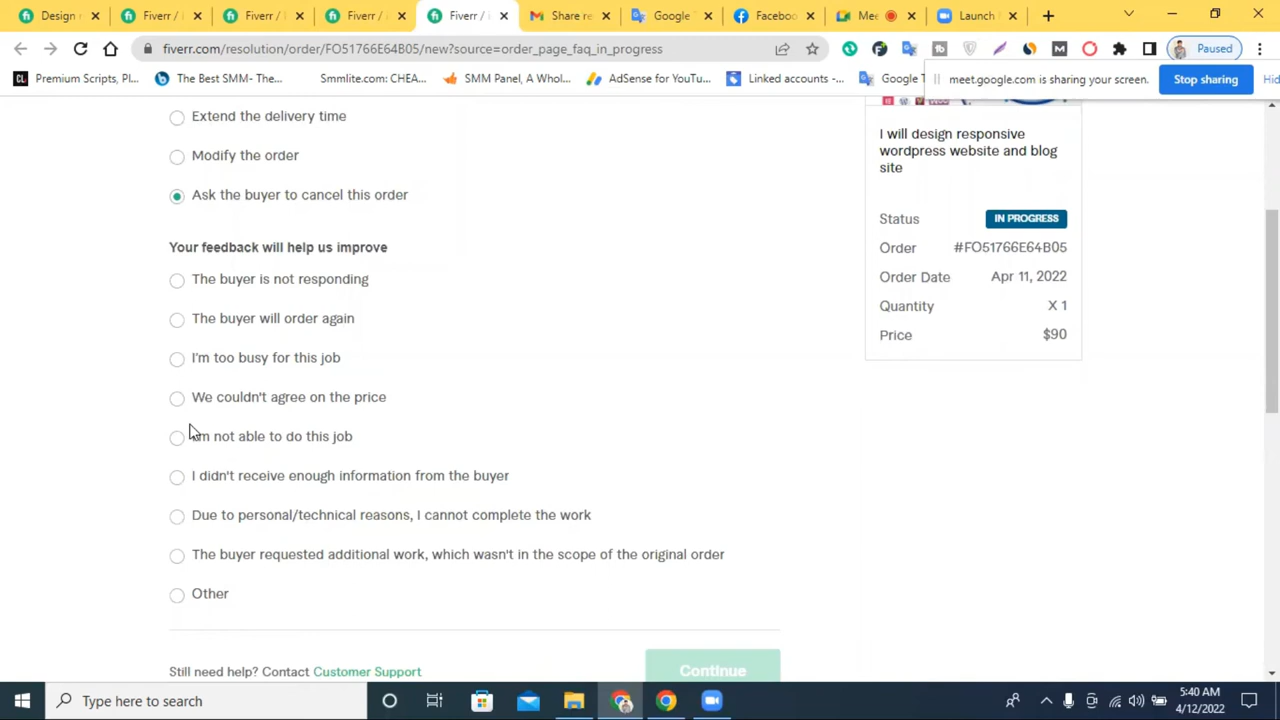 Design r
Fiverr / 
Fiverr / 
Fiverr / 
Fiverr / i
Share re
Google T
Faceboo
Mee
Launch M
fiverr.com/resolution/order/FO51766E64B05/new?source=order_page_faq_in_progress
Paused
Premium Scripts, Pl...
The Best SMM- The...
Smmlite.com: CHEA...
SMM Panel, A Whol...
AdSense for YouTu...
Linked accounts -...
Google T
meet.google.com is sharing your screen.
Stop sharing
Hid
Extend the delivery time
Modify the order
Ask the buyer to cancel this order
Your feedback will help us improve
The buyer is not responding
The buyer will order again
I'm too busy for this job
We couldn't agree on the price
I'm not able to do this job
I didn't receive enough information from the buyer
Due to personal/technical reasons, I cannot complete the work
The buyer requested additional work, which wasn't in the scope of the original order
Other
Still need help? Contact Customer Support
Continue
I will design responsive
wordpress website and blog
site
Status IN PROGRESS
Order #FO51766E64B05
Order Date Apr 11, 2022
Quantity X 1
Price $90
Type here to search
5:40 AM
4/12/2022